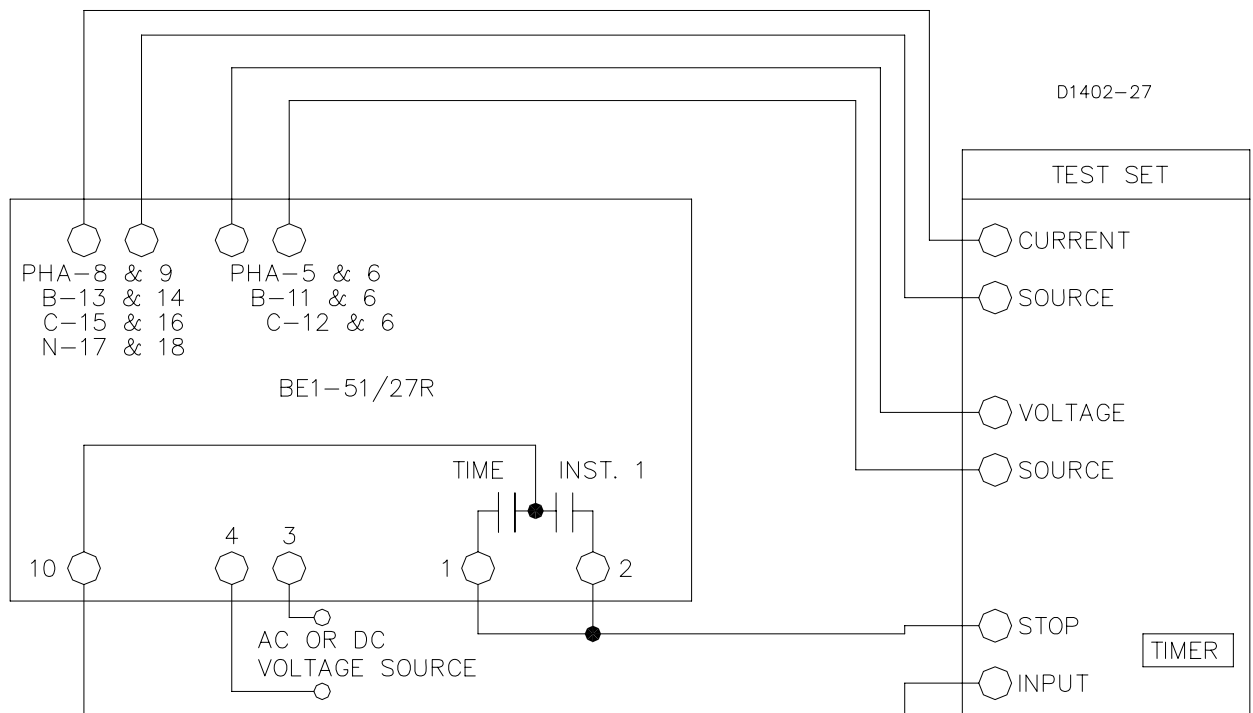 D1402-27
TEST SET
CURRENT
SOURCE
PHA-8 & 9
B-13 & 14
C-15 & 16
N-17 & 18
PHA-5 & 6
B-11 & 6
C-12 & 6
BE1-51/27R
VOLTAGE
SOURCE
TIME
INST. 1
10
4
3
1
2
AC OR DC
VOLTAGE SOURCE
STOP
TIMER
INPUT